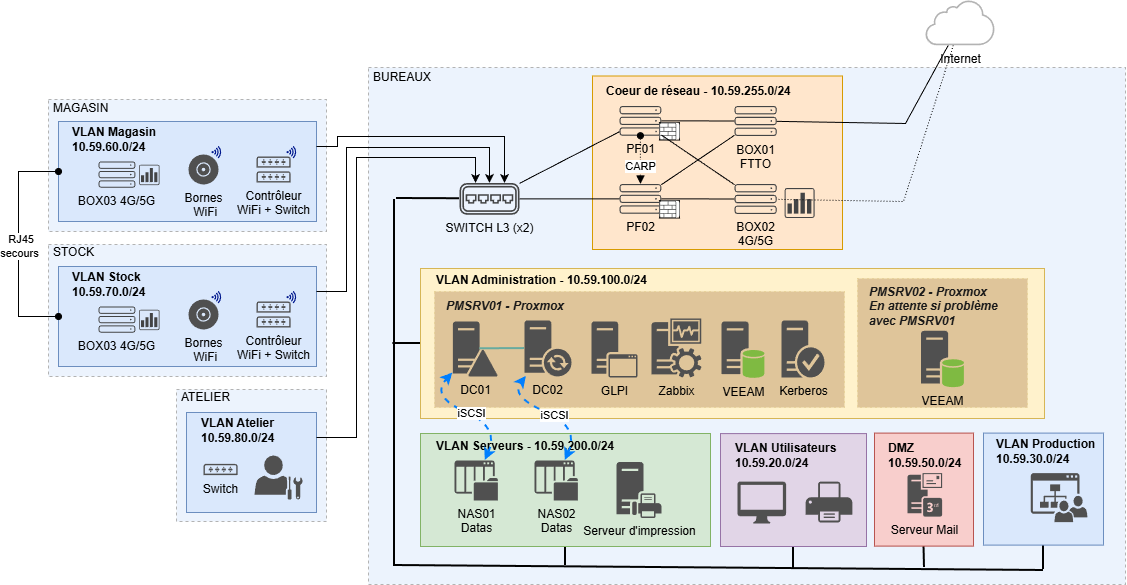 Internet
BUREAUX
Coeur de réseau - 10.59.255.0/24
PF01
CARP
PF02
BOX01
FTTO
BOX02
4G/5G
SWITCH L3 (x2)
MAGASIN
VLAN Magasin
10.59.60.0/24
BOX03 4G/5G
Bornes
WiFi
Contrôleur
WiFi + Switch
RJ45
secours
STOCK
VLAN Stock
10.59.70.0/24
BOX03 4G/5G
Bornes
WiFi
Contrôleur
WiFi + Switch
ATELIER
VLAN Atelier
10.59.80.0/24
Switch
VLAN Administration - 10.59.100.0/24
PMSRV01 - Proxmox
DC01
DC02
GLPI
Zabbix
VEEAM
Kerberos
PMSRV02 - Proxmox
En attente si problème
avec PMSRV01
VEEAM
iSCSI
iSCSI
VLAN Serveurs - 10.59.200.0/24
NAS01
Datas
NAS02
Datas
Serveur d'impression
VLAN Utilisateurs
10.59.20.0/24
DMZ
10.59.50.0/24
3rd
Serveur Mail
VLAN Production
10.59.30.0/24